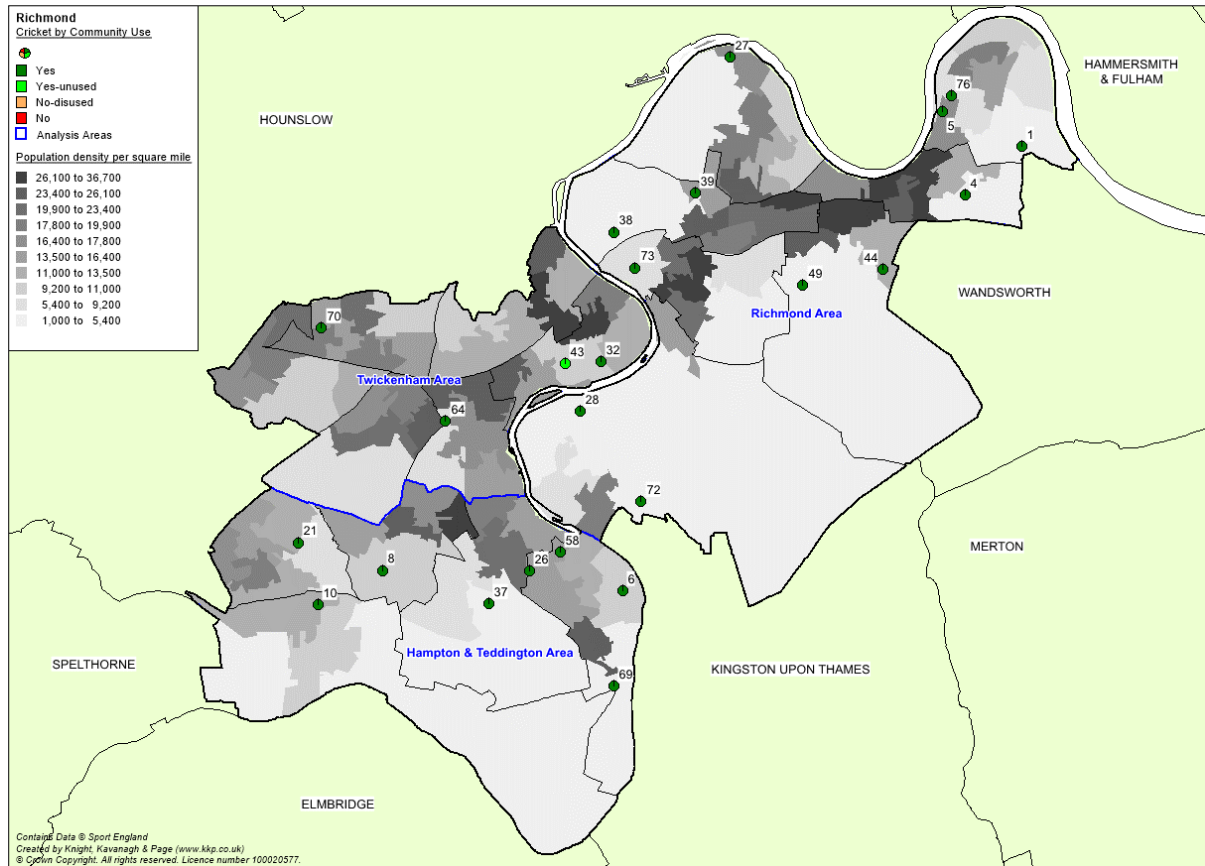 Richmond
Cricket by Community Use
Yes
Yes-unused
No-disused
No
Analysis Areas
Population density per square mile
26,100 to 36,700
23,400 to 26,100
19,900 to 23,400
17,800 to 19,900
16,400 to 17,800
13,500 to 16,400
11,000 to 13,500
9,200 to 11,000
5,400 to 9,200
1,000 to 5,400
27
HAMMERSMITH
& FULHAM
76
HOUNSLOW
5
1
39
4
38
73
44
49
WANDSWORTH
Richmond Area
70
43
32
Twickenham Area
28
64
72
21
58
MERTON
8
26
6
10
37
Hampton & Teddington Area
SPELTHORNE
KINGSTON UPON THAMES
69
ELMBRIDGE
Contains Data © Sport England
Created by Knight, Kavanagh & Page (www.kkp.co.uk)
© Crown Copyright. All rights reserved. Licence number 100020577.